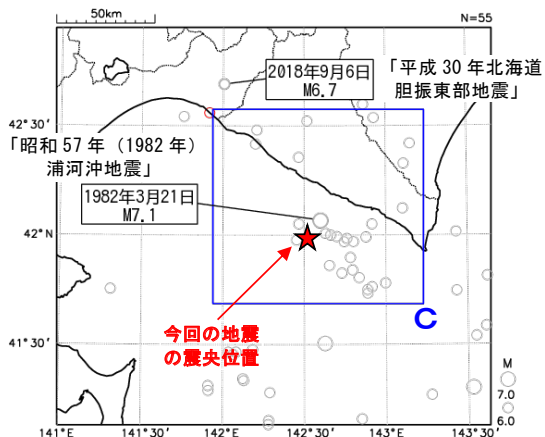 50km
N=55
2018年9月6日
M6.7
「平成 30 年北海道
胆振東部地震」
42°30'
「昭和 57 年（1982 年）
浦河沖地震」
1982年3月21日
M7.1
42°N
今回の地震
の震央位置
C
41°30'
M
7.0
6.0
141°E
141°30'
142°E
142°30'
143°E
143°30'